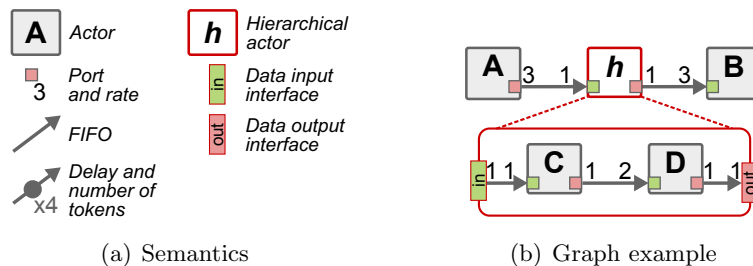 A Actor
3 Port and rate
FIFO
x4 Delay and number of tokens
h Hierarchical actor
in Data input interface
out Data output interface
(a) Semantics
A 3 1 h 1 3 B
in 1 1 C 1 2 D 1 1 out
(b) Graph example